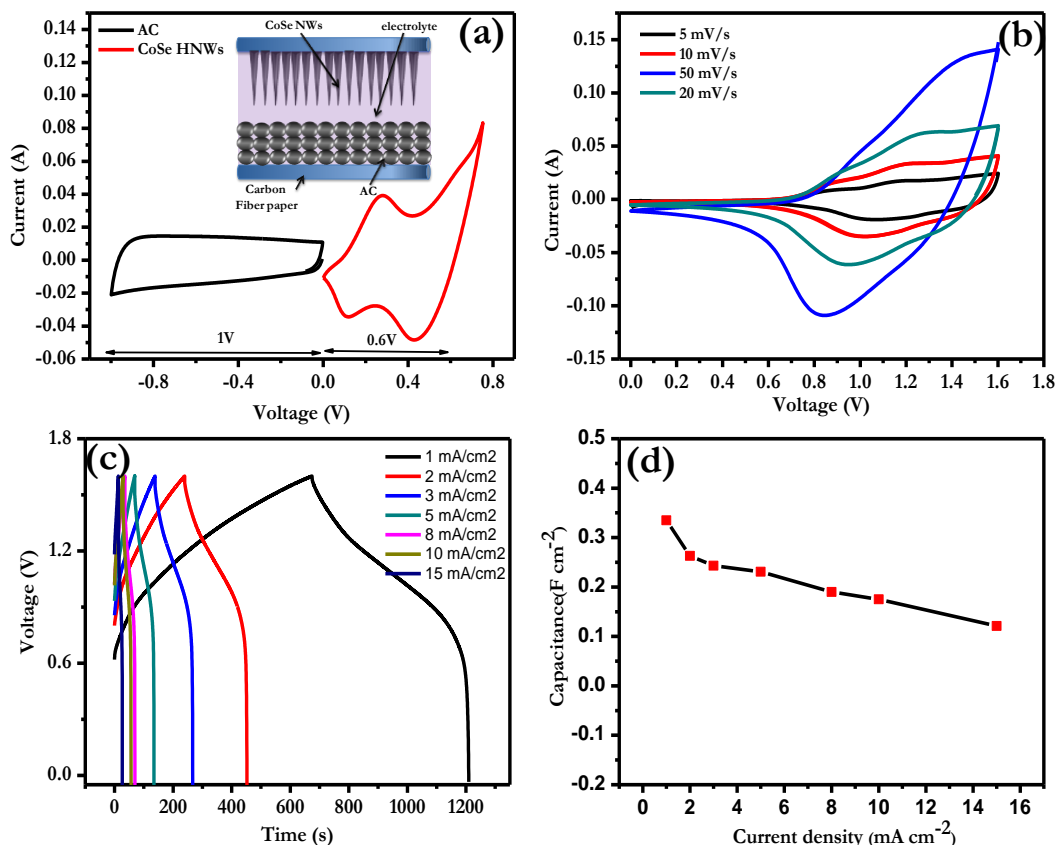 (a)
AC
CoSe HNWs
CoSe NWs
electrolyte
Carbon
Fiber paper
AC
1V
0.6V
0.14
0.12
0.10
0.08
0.06
0.04
0.02
0.00
-0.02
-0.04
-0.06
Current (A)
-0.8
-0.4
0.0
0.4
0.8
Voltage (V)
(b)
5 mV/s
10 mV/s
50 mV/s
20 mV/s
0.15
0.10
0.05
0.00
-0.05
-0.10
-0.15
Current (A)
0.0
0.2
0.4
0.6
0.8
1.0
1.2
1.4
1.6
1.8
Voltage (V)
(c)
1 mA/cm2
2 mA/cm2
3 mA/cm2
5 mA/cm2
8 mA/cm2
10 mA/cm2
15 mA/cm2
1.8
1.2
0.6
0.0
Voltage (V)
0
200
400
600
800
1000
1200
Time (s)
(d)
0.5
0.4
0.3
0.2
0.1
0.0
-0.1
-0.2
Capacitance(F cm⁻²)
0
2
4
6
8
10
12
14
16
Current density (mA cm⁻²)